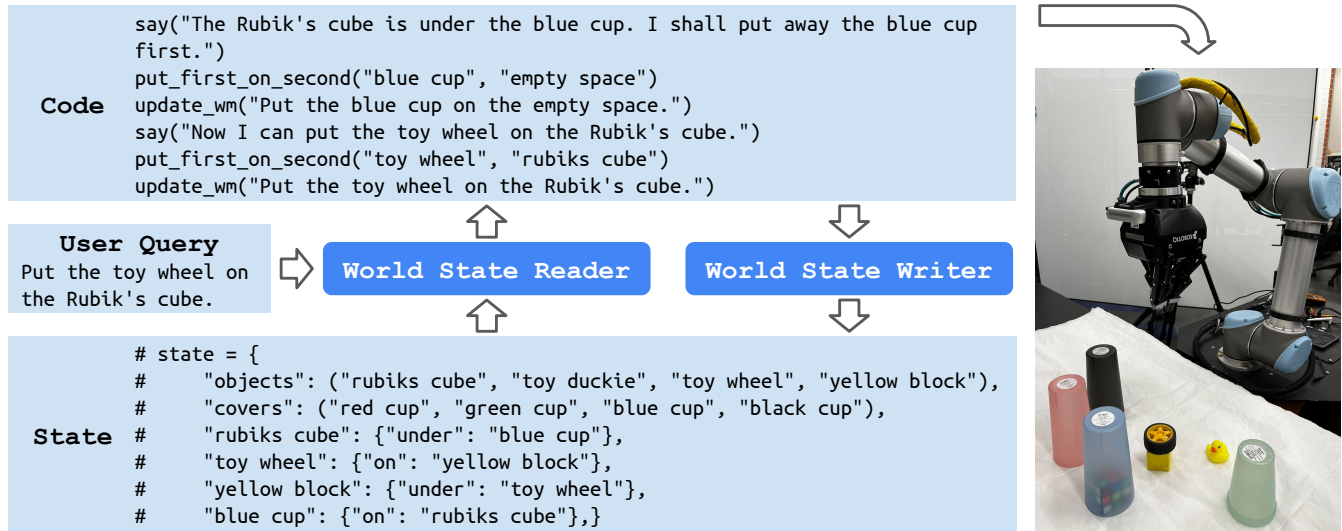 say("The Rubik's cube is under the blue cup. I shall put away the blue cup
first.")
put_first_on_second("blue cup", "empty space")
Code
update_wm("Put the blue cup on the empty space.")
say("Now I can put the toy wheel on the Rubik's cube.")
put_first_on_second("toy wheel", "rubiks cube")
update_wm("Put the toy wheel on the Rubik's cube.")
User Query
Put the toy wheel on
the Rubik's cube.
World State Reader
World State Writer
# state = {
# "objects": ("rubiks cube", "toy duckie", "toy wheel", "yellow block"),
# "covers": ("red cup", "green cup", "blue cup", "black cup"),
State
# "rubiks cube": {"under": "blue cup"},
# "toy wheel": {"on": "yellow block"},
# "yellow block": {"under": "toy wheel"},
# "blue cup": {"on": "rubiks cube"},}
ROBOTIQ